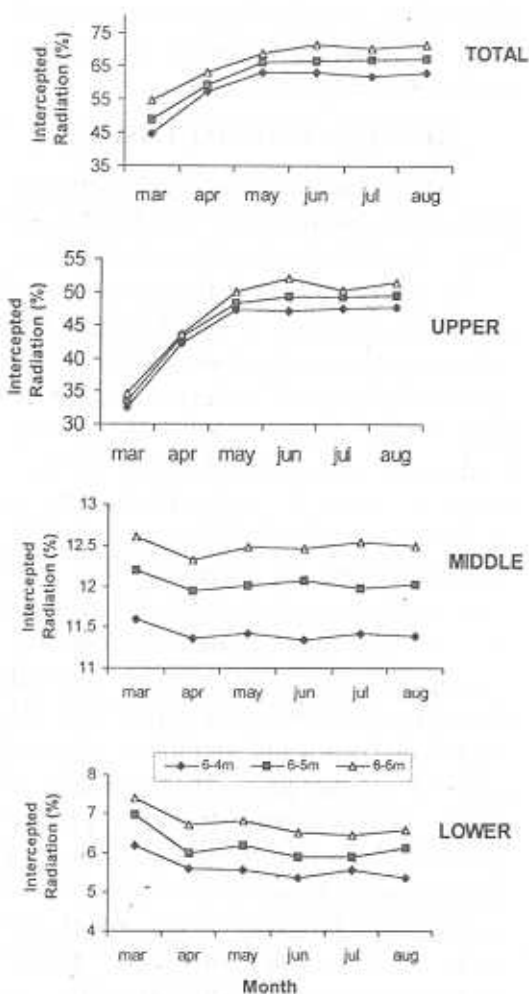 TOTAL
Intercepted
Radiation (%)
75
65
55
45
35
mar apr may jun jul aug
UPPER
Intercepted
Radiation (%)
55
50
45
40
35
30
mar apr may jun jul aug
MIDDLE
Intercepted
Radiation (%)
13
12.5
12
11.5
11
mar apr may jun jul aug
6-4m 6-5m 6-6m
LOWER
Intercepted
Radiation (%)
8
7
6
5
4
mar apr may jun jul aug
Month